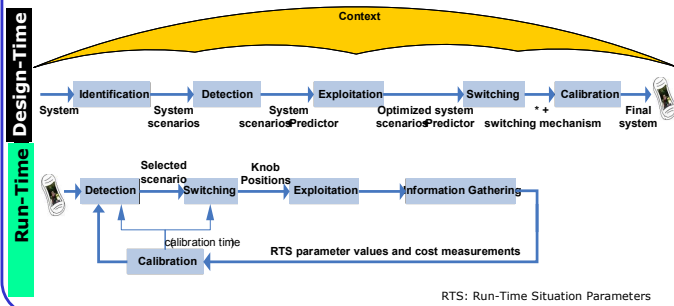 Context
Design-Time
Identification
Detection
Exploitation
Switching
Calibration
System
System
scenarios
System
scenarios+Predictor
Optimized system
scenarios+Predictor
* +
switching mechanism
Final
system
Run-Time
Selected
scenario
Knob
Positions
Detection
Switching
Exploitation
Information Gathering
(calibration time)
RTS parameter values and cost measurements
Calibration
RTS: Run-Time Situation Parameters